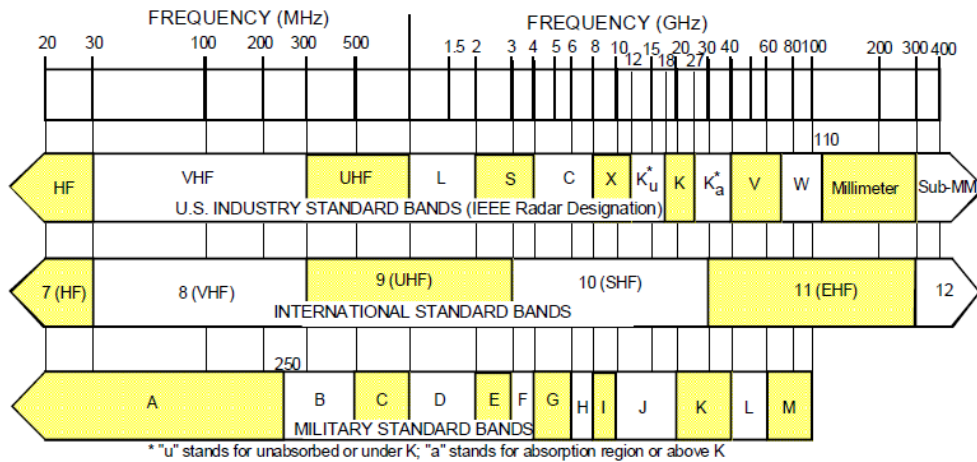 FREQUENCY (MHz) FREQUENCY (GHz)
20 30 100 200 300 500 1.5 2 3 4 5 6 8 10 12 15 18 20 27 30 40 60 80 100 200 300 400
110
HF VHF UHF L S C X Ku* K Ka* V W Millimeter Sub-MM
U.S. INDUSTRY STANDARD BANDS (IEEE Radar Designation)
7 (HF) 8 (VHF) 9 (UHF) 10 (SHF) 11 (EHF) 12
INTERNATIONAL STANDARD BANDS
250
A B C D E F G H I J K L M
MILITARY STANDARD BANDS
* "u" stands for unabsorbed or under K; "a" stands for absorption region or above K